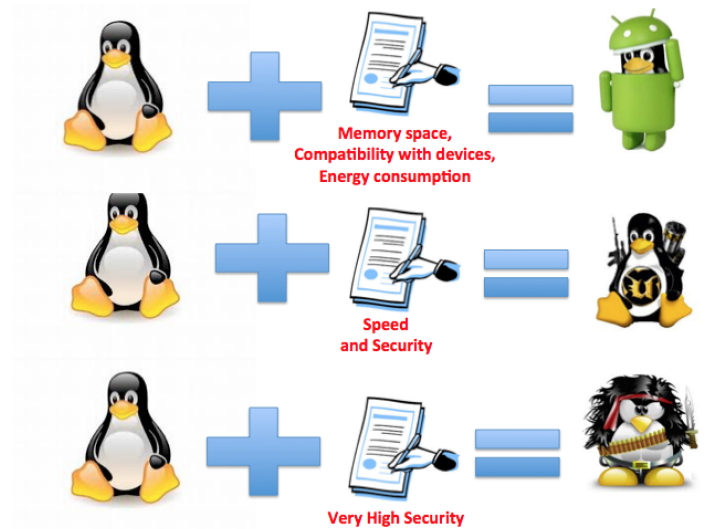 Memory space,
Compatibility with devices,
Energy consumption
Speed
and Security
Very High Security